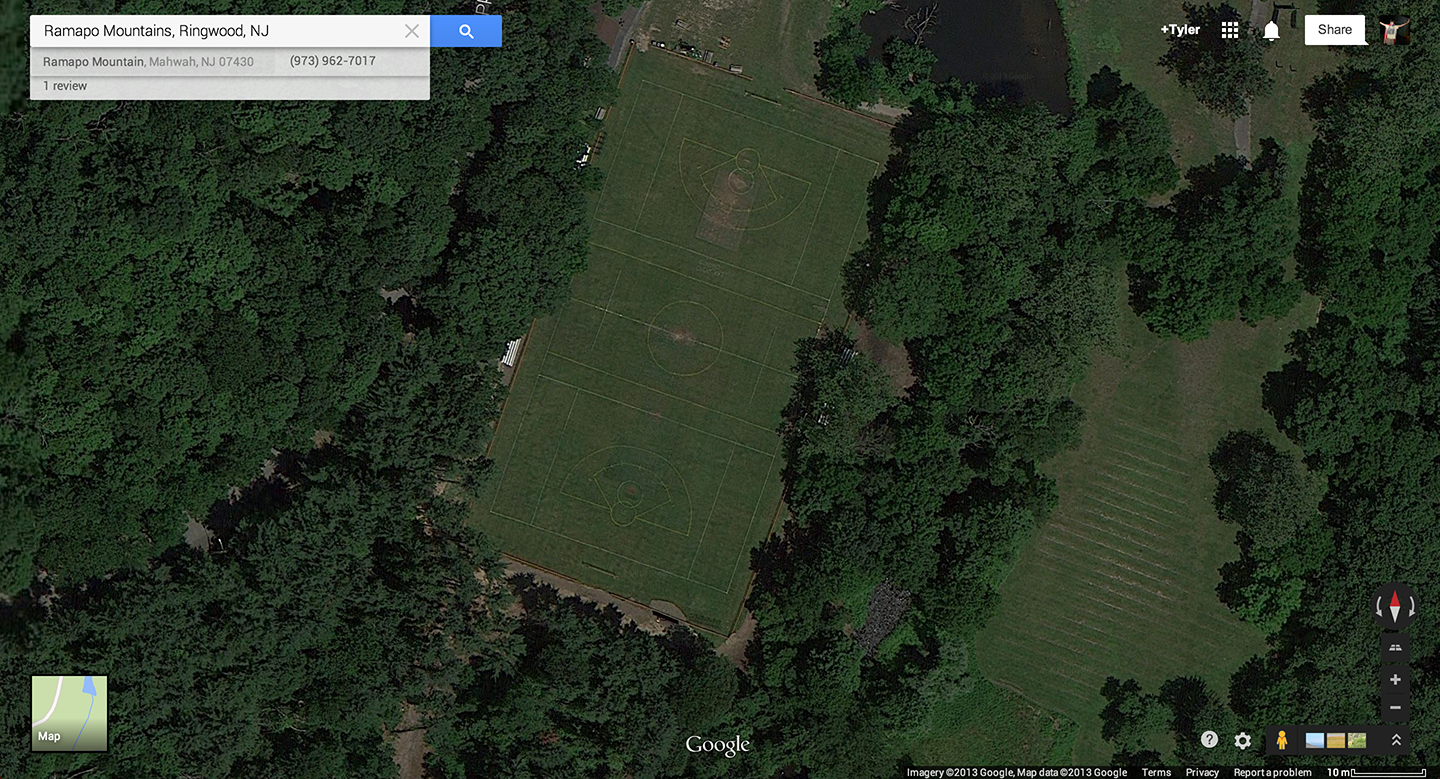 Ramapo Mountains, Ringwood, NJ
Ramapo Mountain, Mahwah, NJ 07430 (973) 962-7017
1 review
+Tyler
Share
Map
Google
Imagery ©2013 Google, Map data ©2013 Google Terms Privacy Report a problem 10 m